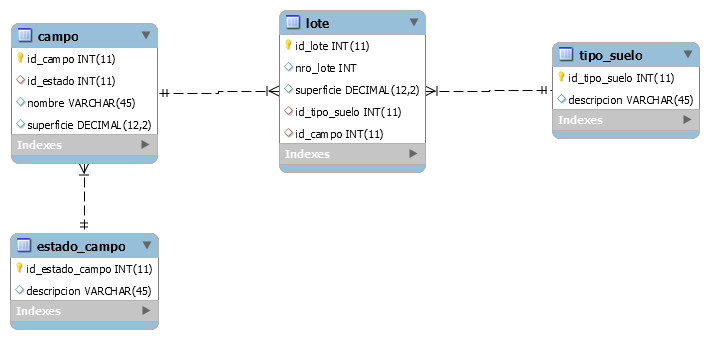 campo
id_campo INT(11)
id_estado INT(11)
nombre VARCHAR(45)
superficie DECIMAL(12,2)
Indexes
lote
id_lote INT(11)
nro_lote INT
superficie DECIMAL(12,2)
id_tipo_suelo INT(11)
id_campo INT(11)
Indexes
tipo_suelo
id_tipo_suelo INT(11)
descripcion VARCHAR(45)
Indexes
estado_campo
id_estado_campo INT(11)
descripcion VARCHAR(45)
Indexes